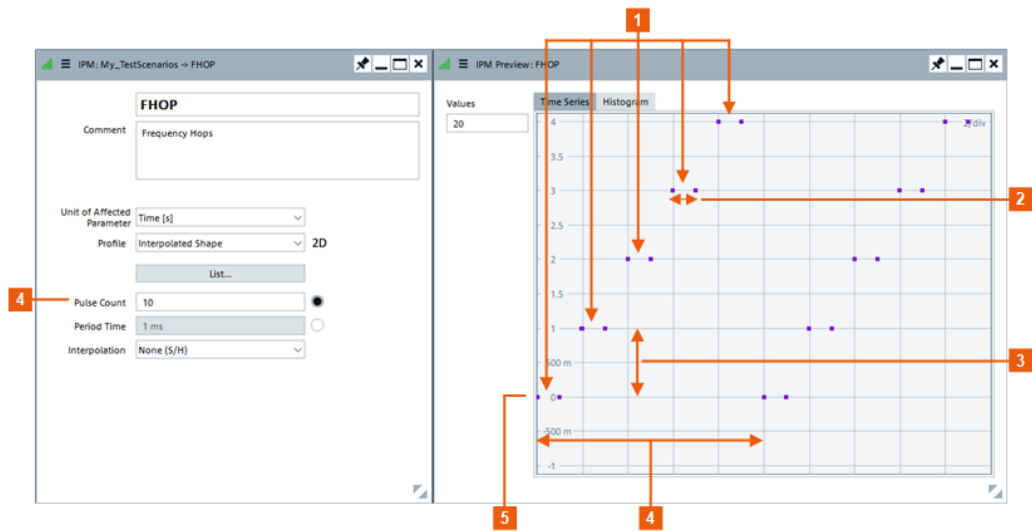 1
IPM: My_TestScenarios -> FHOP
FHOP
Comment
Frequency Hops
Unit of Affected
Parameter
Time [s]
Profile
Interpolated Shape
2D
List...
4
Pulse Count
10
Period Time
1 ms
Interpolation
None (S/H)
IPM Preview: FHOP
Values
20
Time Series
Histogram
2/div
4
3.5
3
2.5
2
1.5
1
500 m
0
-500 m
-1
2
3
5
4